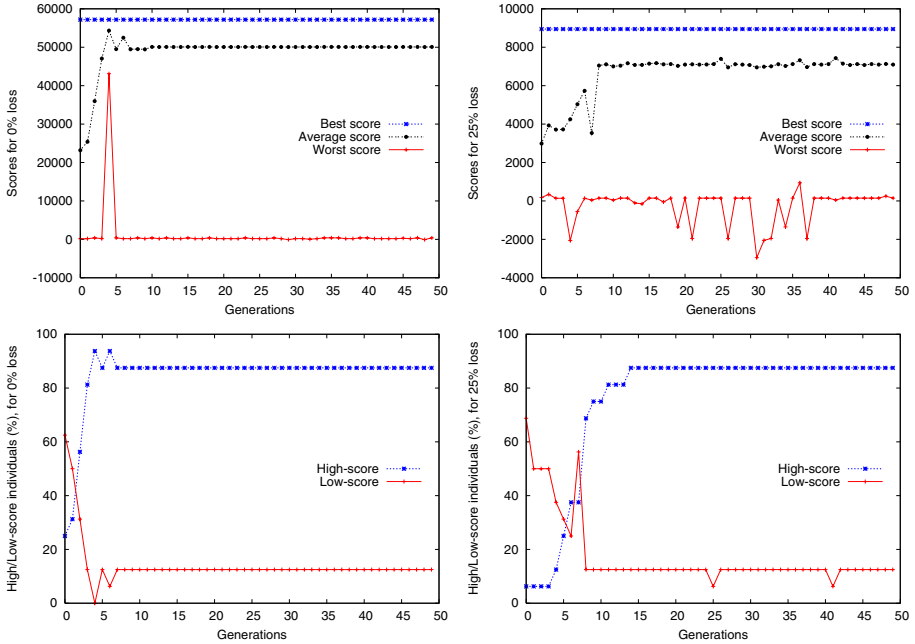 60000
50000
40000
30000
20000
10000
0
-10000
Scores for 0% loss
Best score
Average score
Worst score
0 5 10 15 20 25 30 35 40 45 50
Generations
10000
8000
6000
4000
2000
0
-2000
-4000
Scores for 25% loss
Best score
Average score
Worst score
0 5 10 15 20 25 30 35 40 45 50
Generations
100
80
60
40
20
0
High/Low-score individuals (%), for 0% loss
High-score
Low-score
0 5 10 15 20 25 30 35 40 45 50
Generations
100
80
60
40
20
0
High/Low-score individuals (%), for 25% loss
High-score
Low-score
0 5 10 15 20 25 30 35 40 45 50
Generations